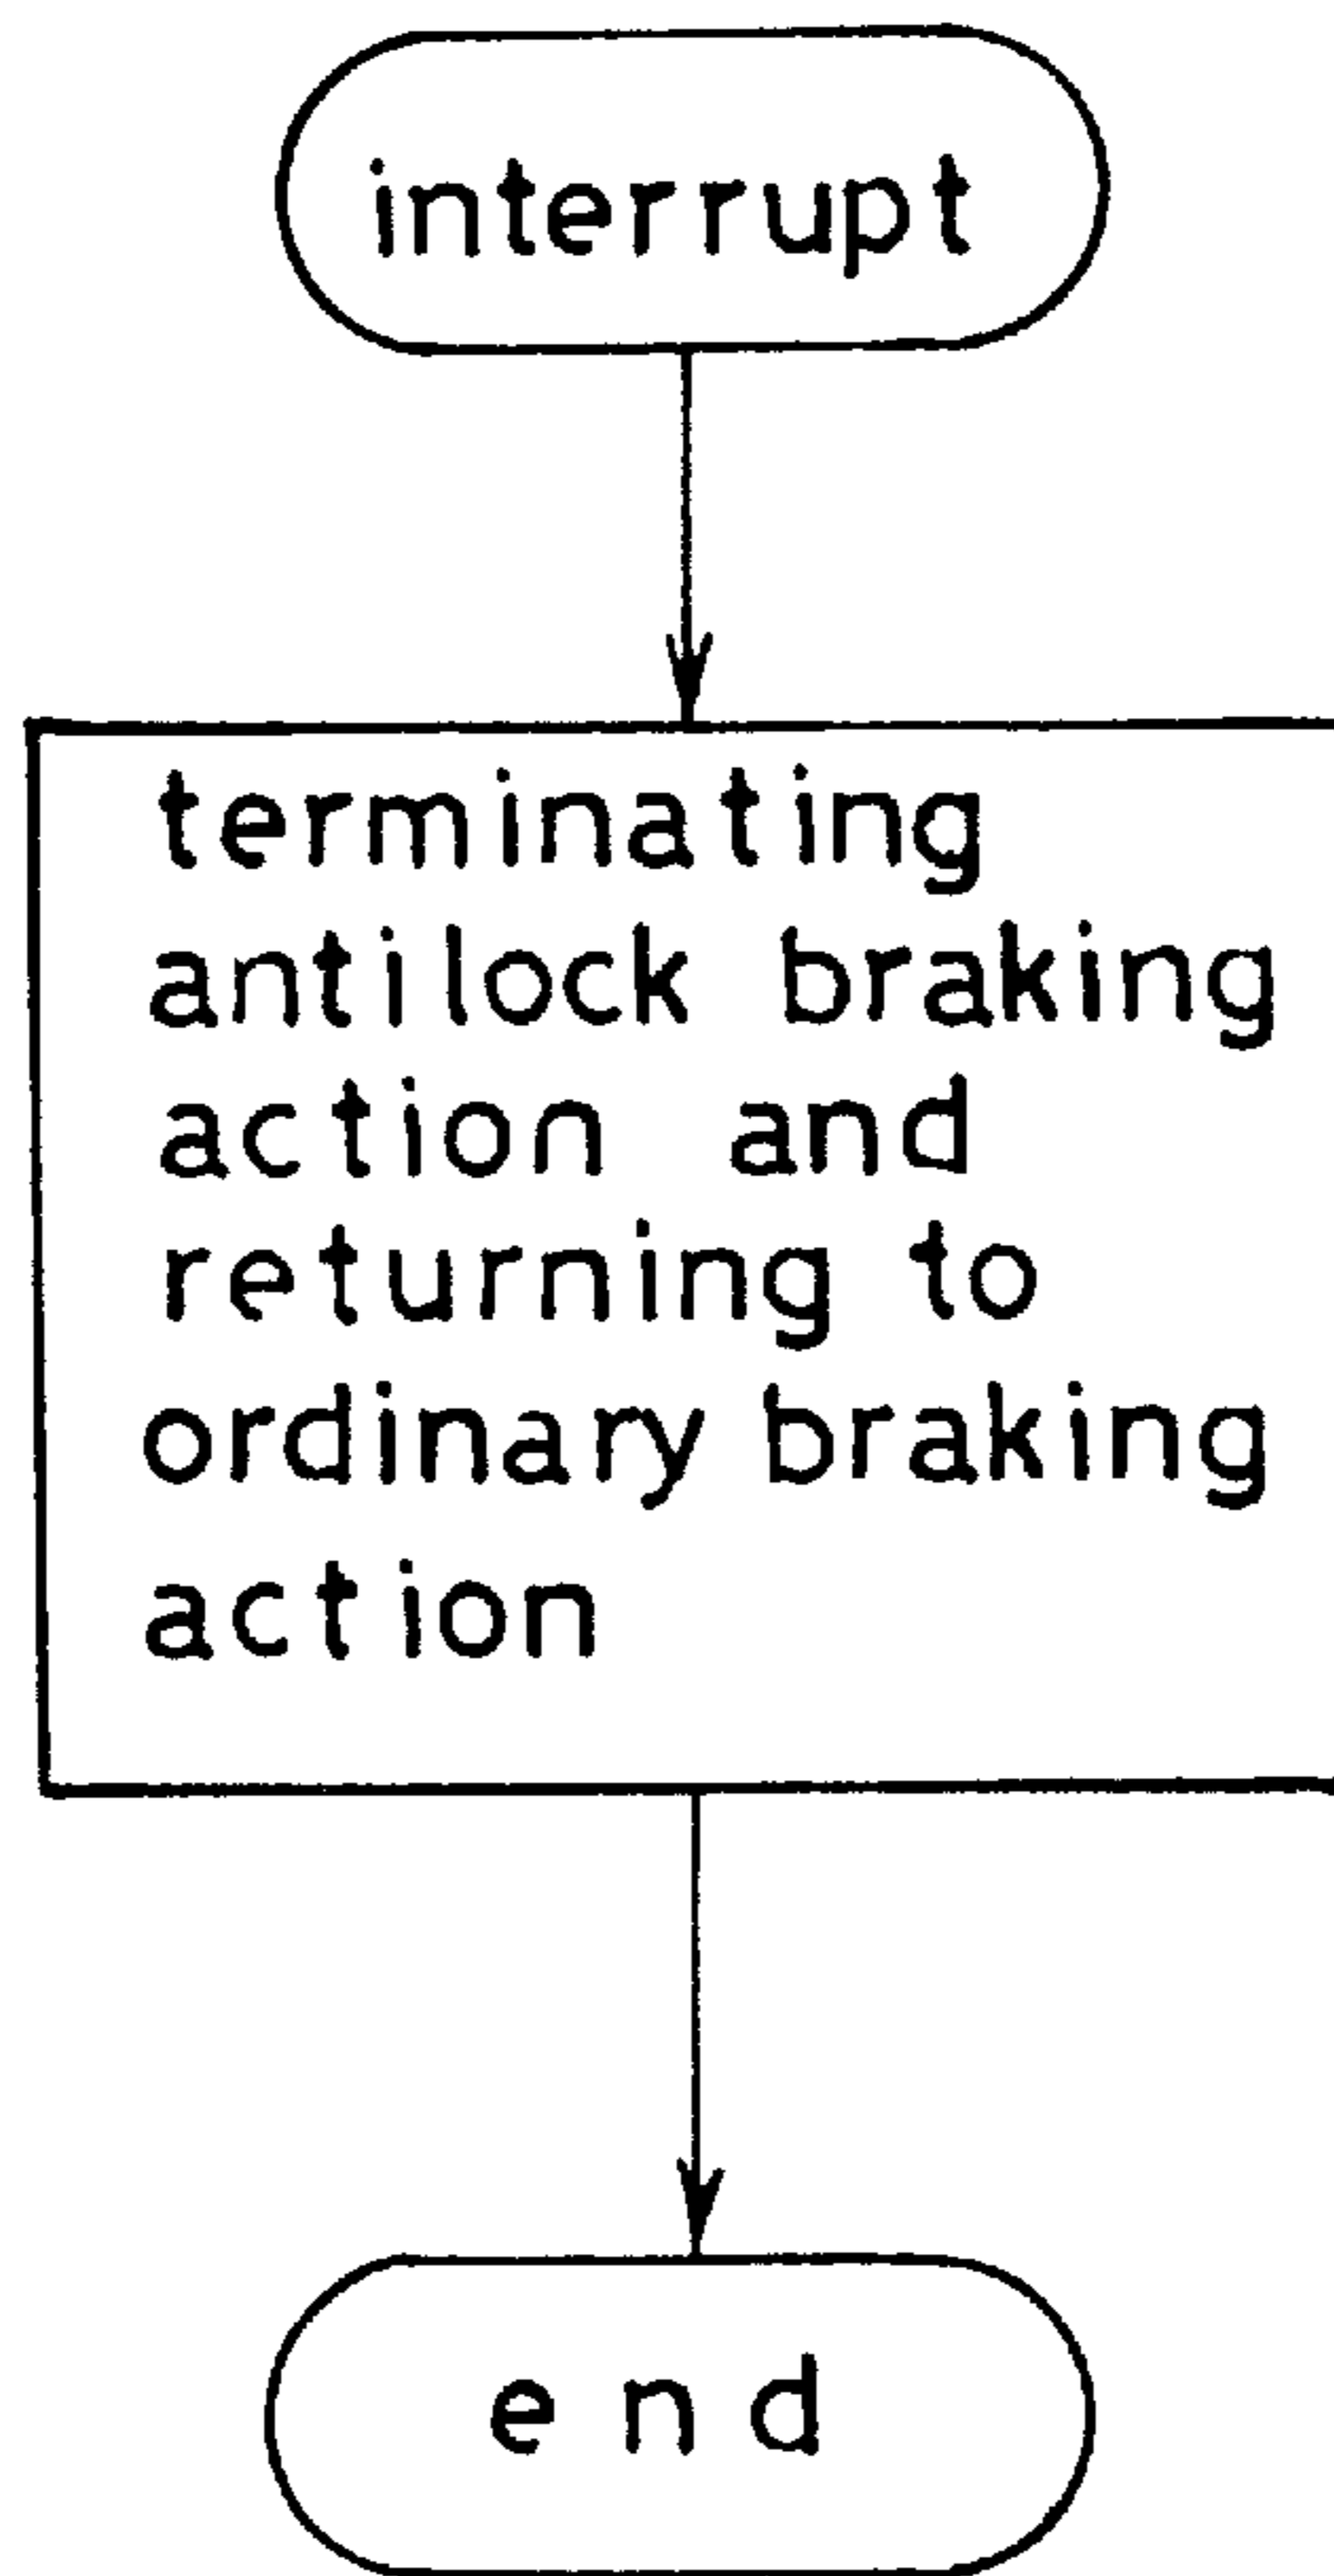 interrupt
terminating
antilock braking
action and
returning to
ordinary braking
action
end